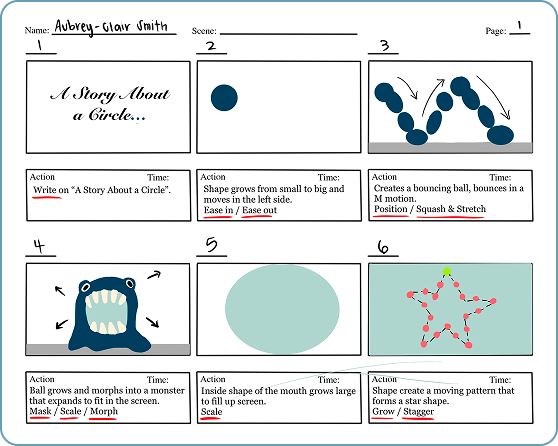 Name: Aubrey-Clair Smith Scene: Page: 1
1 2 3
A Story About
a Circle...
Action Time:
Write on “A Story About a Circle”.
Action Time:
Shape grows from small to big and
moves in the left side.
Ease in / Ease out
Action Time:
Creates a bouncing ball, bounces in a
M motion.
Position / Squash & Stretch
4 5 6
Action Time:
Ball grows and morphs into a monster
that expands to fit in the screen.
Mask / Scale / Morph
Action Time:
Inside shape of the mouth grows large
to fill up screen.
Scale
Action Time:
Shape create a moving pattern that
forms a star shape.
Grow / Stagger